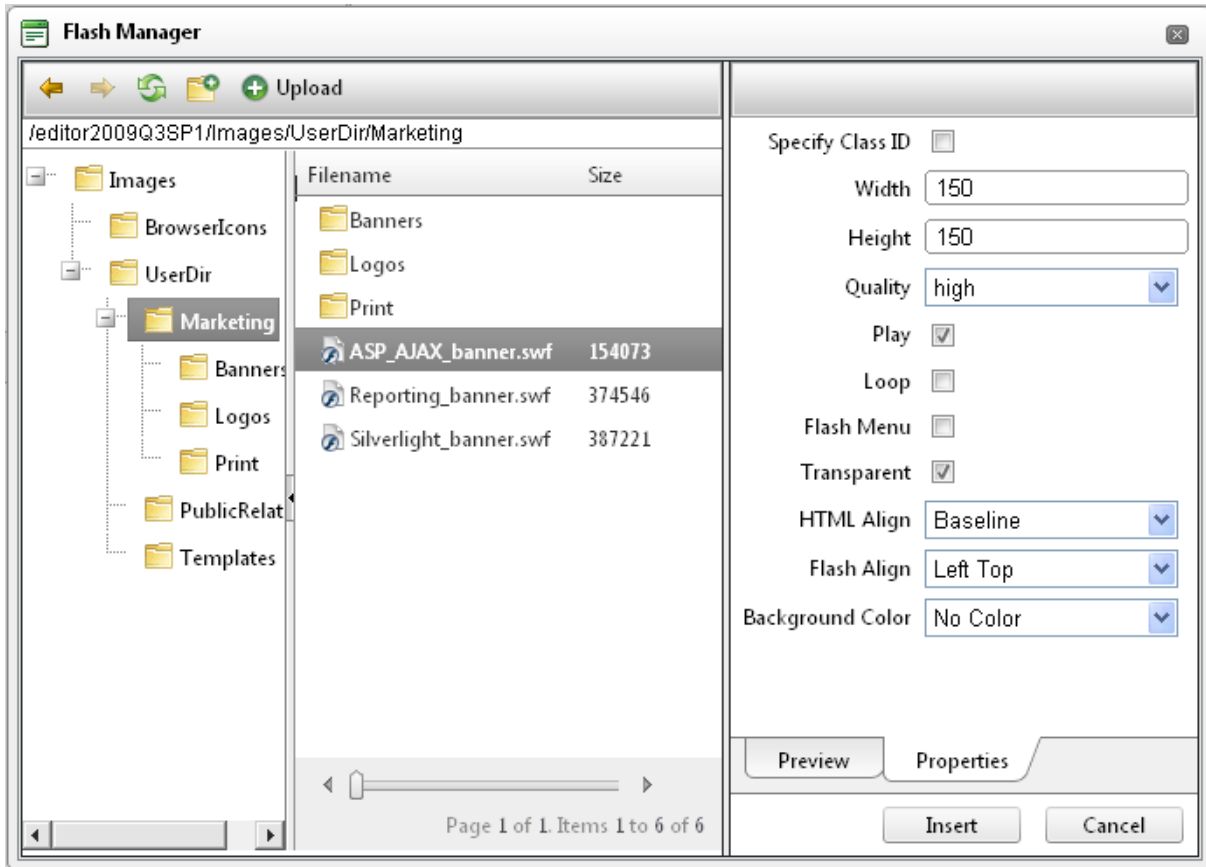 Flash Manager
Upload
/editor2009Q3SP1/Images/UserDir/Marketing
Images
BrowserIcons
UserDir
Marketing
Banners
Logos
Print
PublicRelat
Templates
Filename Size
Banners
Logos
Print
ASP_AJAX_banner.swf 154073
Reporting_banner.swf 374546
Silverlight_banner.swf 387221
Page 1 of 1. Items 1 to 6 of 6
Specify Class ID
Width 150
Height 150
Quality high
Play
Loop
Flash Menu
Transparent
HTML Align Baseline
Flash Align Left Top
Background Color No Color
Preview Properties
Insert Cancel